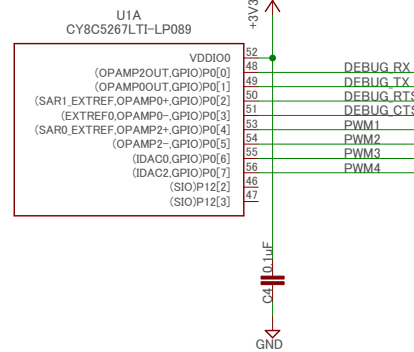 U1A
CY8C5267LTI-LP089
+3V3
VDDIO0 52
(OPAMP2OUT,GPIO)P0[0] 48 DEBUG_RX
(OPAMP0OUT,GPIO)P0[1] 49 DEBUG_TX
(SAR1_EXTREF,OPAMP0+,GPIO)P0[2] 50 DEBUG_RTS
(EXTREF0,OPAMP0-,GPIO)P0[3] 51 DEBUG_CTS
(SAR0_EXTREF,OPAMP2+,GPIO)P0[4] 53 PWM1
(OPAMP2-,GPIO)P0[5] 54 PWM2
(IDAC0,GPIO)P0[6] 55 PWM3
(IDAC2,GPIO)P0[7] 56 PWM4
(SIO)P12[2] 46
(SIO)P12[3] 47
C4 0.1uF
GND